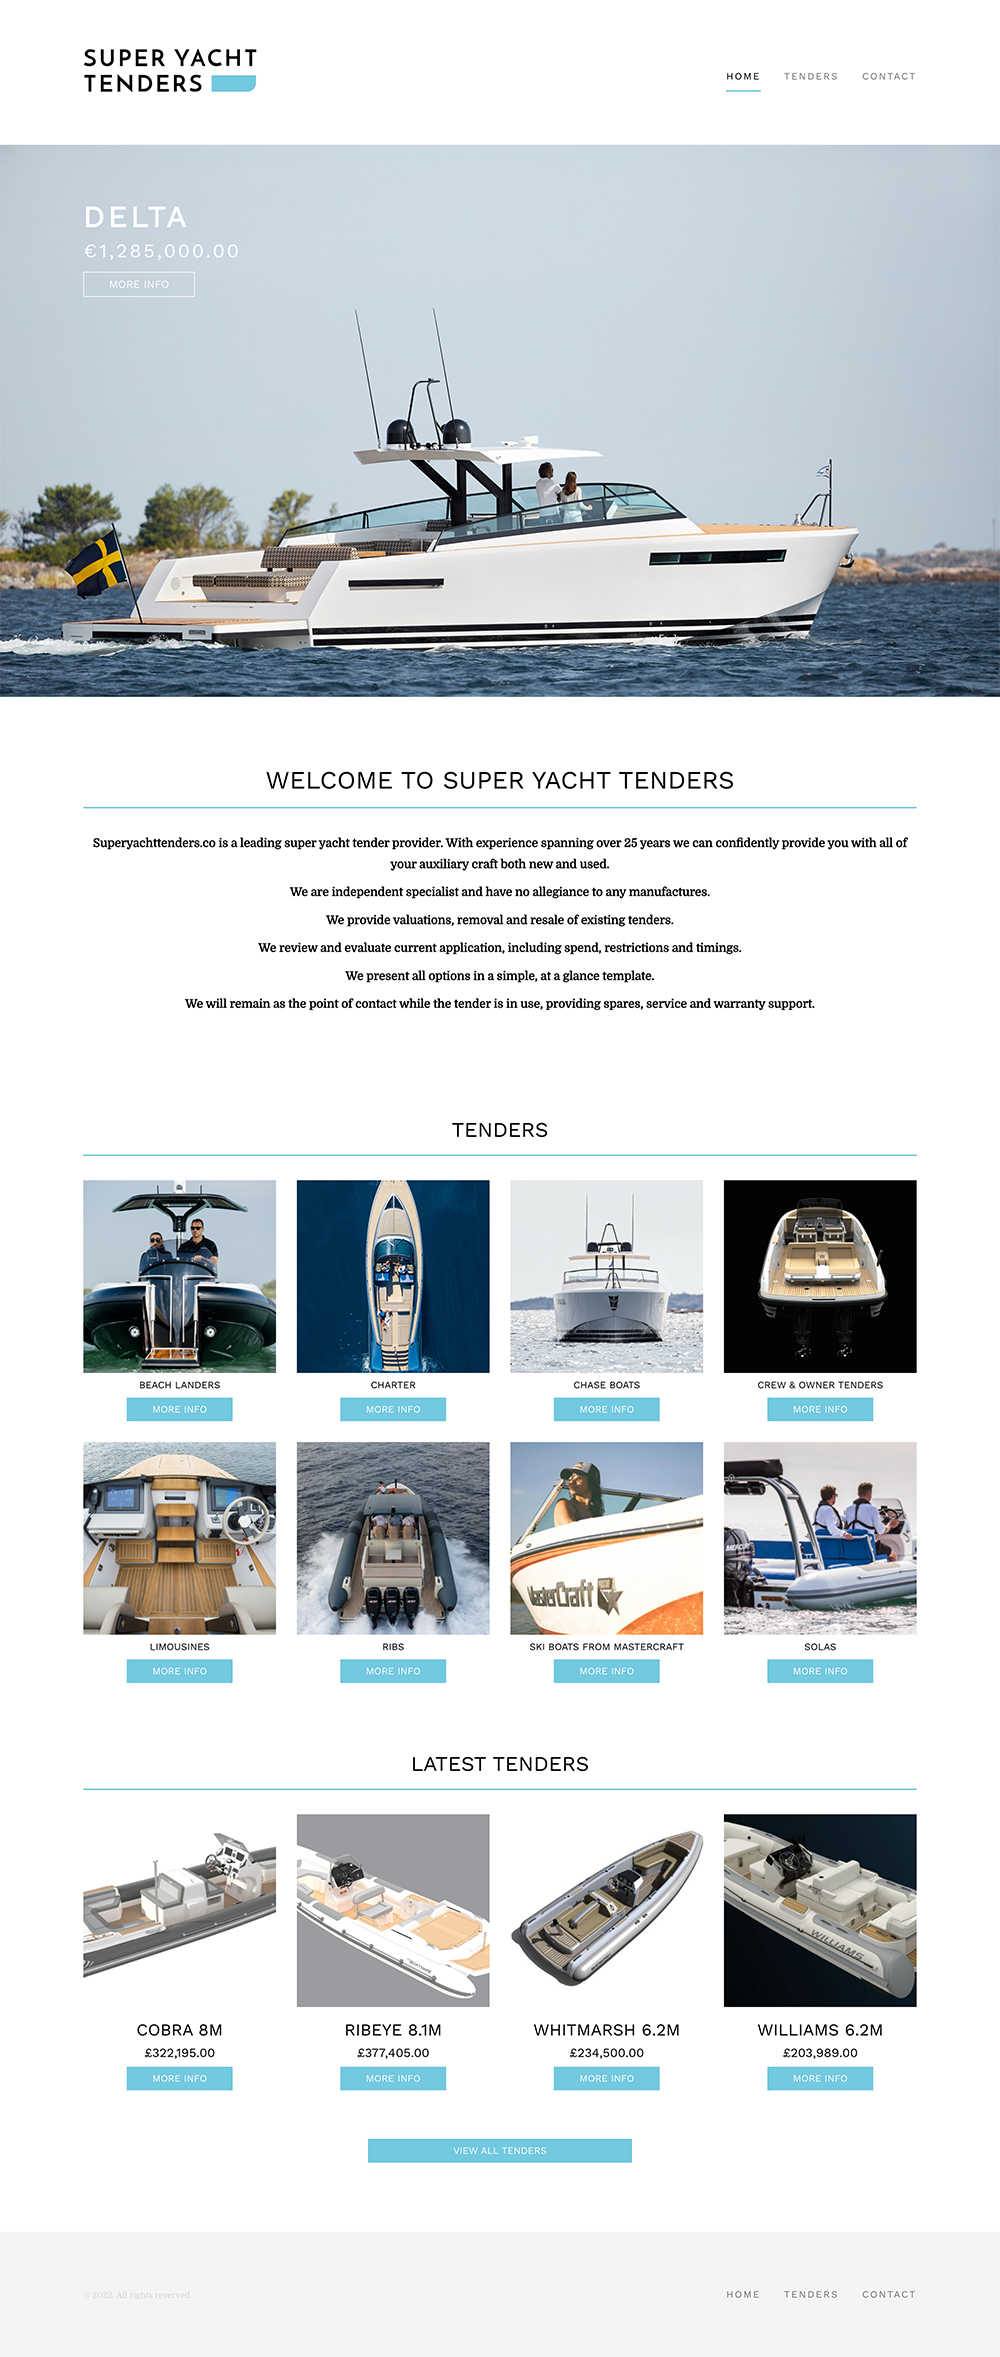 SUPER YACHT
TENDERS
HOME TENDERS CONTACT
DELTA
€1,285,000.00
MORE INFO
WELCOME TO SUPER YACHT TENDERS
Superyachttenders.co is a leading super yacht tender provider. With experience spanning over 25 years we can confidently provide you with all of
your auxiliary craft both new and used.
We are independent specialist and have no allegiance to any manufactures.
We provide valuations, removal and resale of existing tenders.
We review and evaluate current application, including spend, restrictions and timings.
We present all options in a simple, at a glance template.
We will remain as the point of contact while the tender is in use, providing spares, service and warranty support.
TENDERS
BEACH LANDERS CHARTER CHASE BOATS CREW & OWNER TENDERS
MORE INFO MORE INFO MORE INFO MORE INFO
MasterCraft
LIMOUSINES RIBS SKI BOATS FROM MASTERCRAFT SOLAS
MORE INFO MORE INFO MORE INFO MORE INFO
LATEST TENDERS
WILLIAMS
COBRA 8M RIBEYE 8.1M WHITMARSH 6.2M WILLIAMS 6.2M
£322,195.00 £377,405.00 £234,500.00 £203,989.00
MORE INFO MORE INFO MORE INFO MORE INFO
VIEW ALL TENDERS
© 2022. All rights reserved.
HOME TENDERS CONTACT